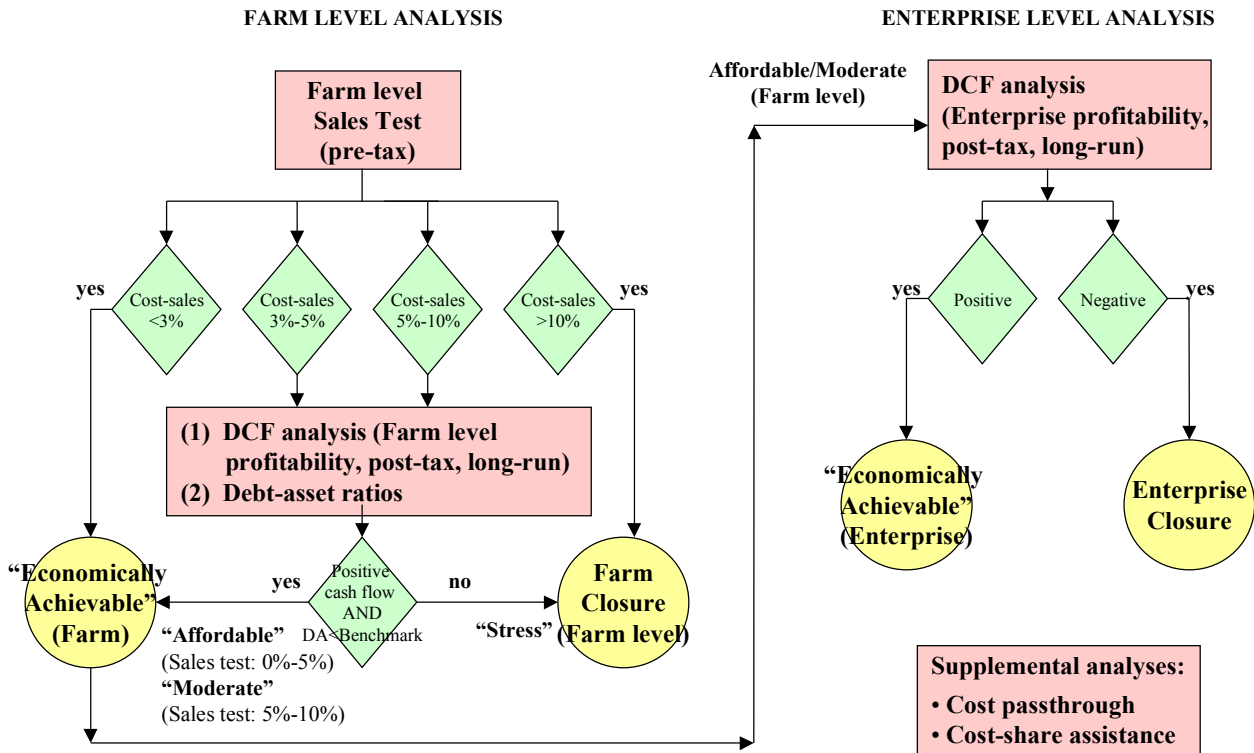 FARM LEVEL ANALYSIS
Farm level
Sales Test
(pre-tax)
yes
Cost-sales
<3%
Cost-sales
3%-5%
Cost-sales
5%-10%
Cost-sales
>10%
yes
(1) DCF analysis (Farm level
profitability, post-tax, long-run)
(2) Debt-asset ratios
“Economically
Achievable”
(Farm)
yes
Positive
cash flow
AND
DA<Benchmark
no
“Stress”
Farm
Closure
(Farm level)
“Affordable”
(Sales test: 0%-5%)
“Moderate”
(Sales test: 5%-10%)
ENTERPRISE LEVEL ANALYSIS
Affordable/Moderate
(Farm level)
DCF analysis
(Enterprise profitability,
post-tax, long-run)
yes
Positive
Negative
yes
“Economically
Achievable”
(Enterprise)
Enterprise
Closure
Supplemental analyses:
• Cost passthrough
• Cost-share assistance